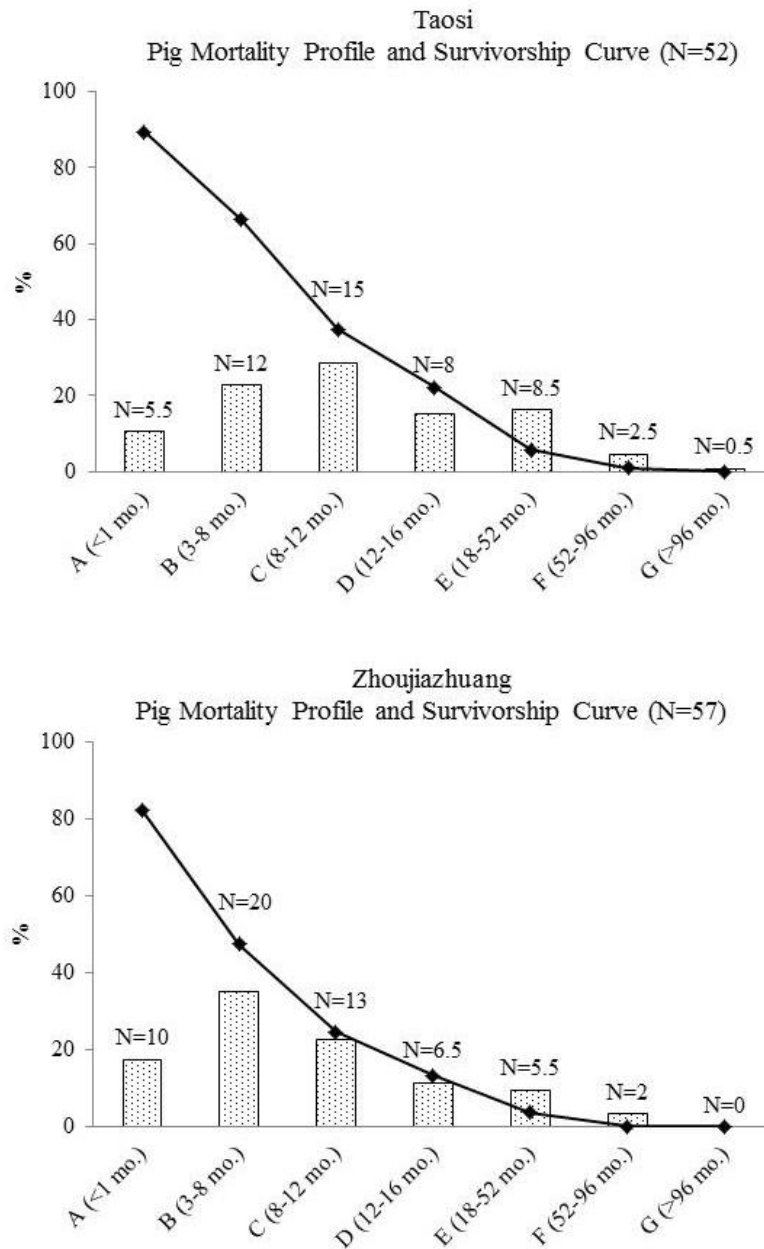 Taosi
Pig Mortality Profile and Survivorship Curve (N=52)
100
80
60
40
20
0
%
N=5.5
N=12
N=15
N=8
N=8.5
N=2.5
N=0.5
A (<1 mo.)
B (3-8 mo.)
C (8-12 mo.)
D (12-16 mo.)
E (18-52 mo.)
F (52-96 mo.)
G (>96 mo.)
Zhoujiazhuang
Pig Mortality Profile and Survivorship Curve (N=57)
100
80
60
40
20
0
%
N=10
N=20
N=13
N=6.5
N=5.5
N=2
N=0
A (<1 mo.)
B (3-8 mo.)
C (8-12 mo.)
D (12-16 mo.)
E (18-52 mo.)
F (52-96 mo.)
G (>96 mo.)